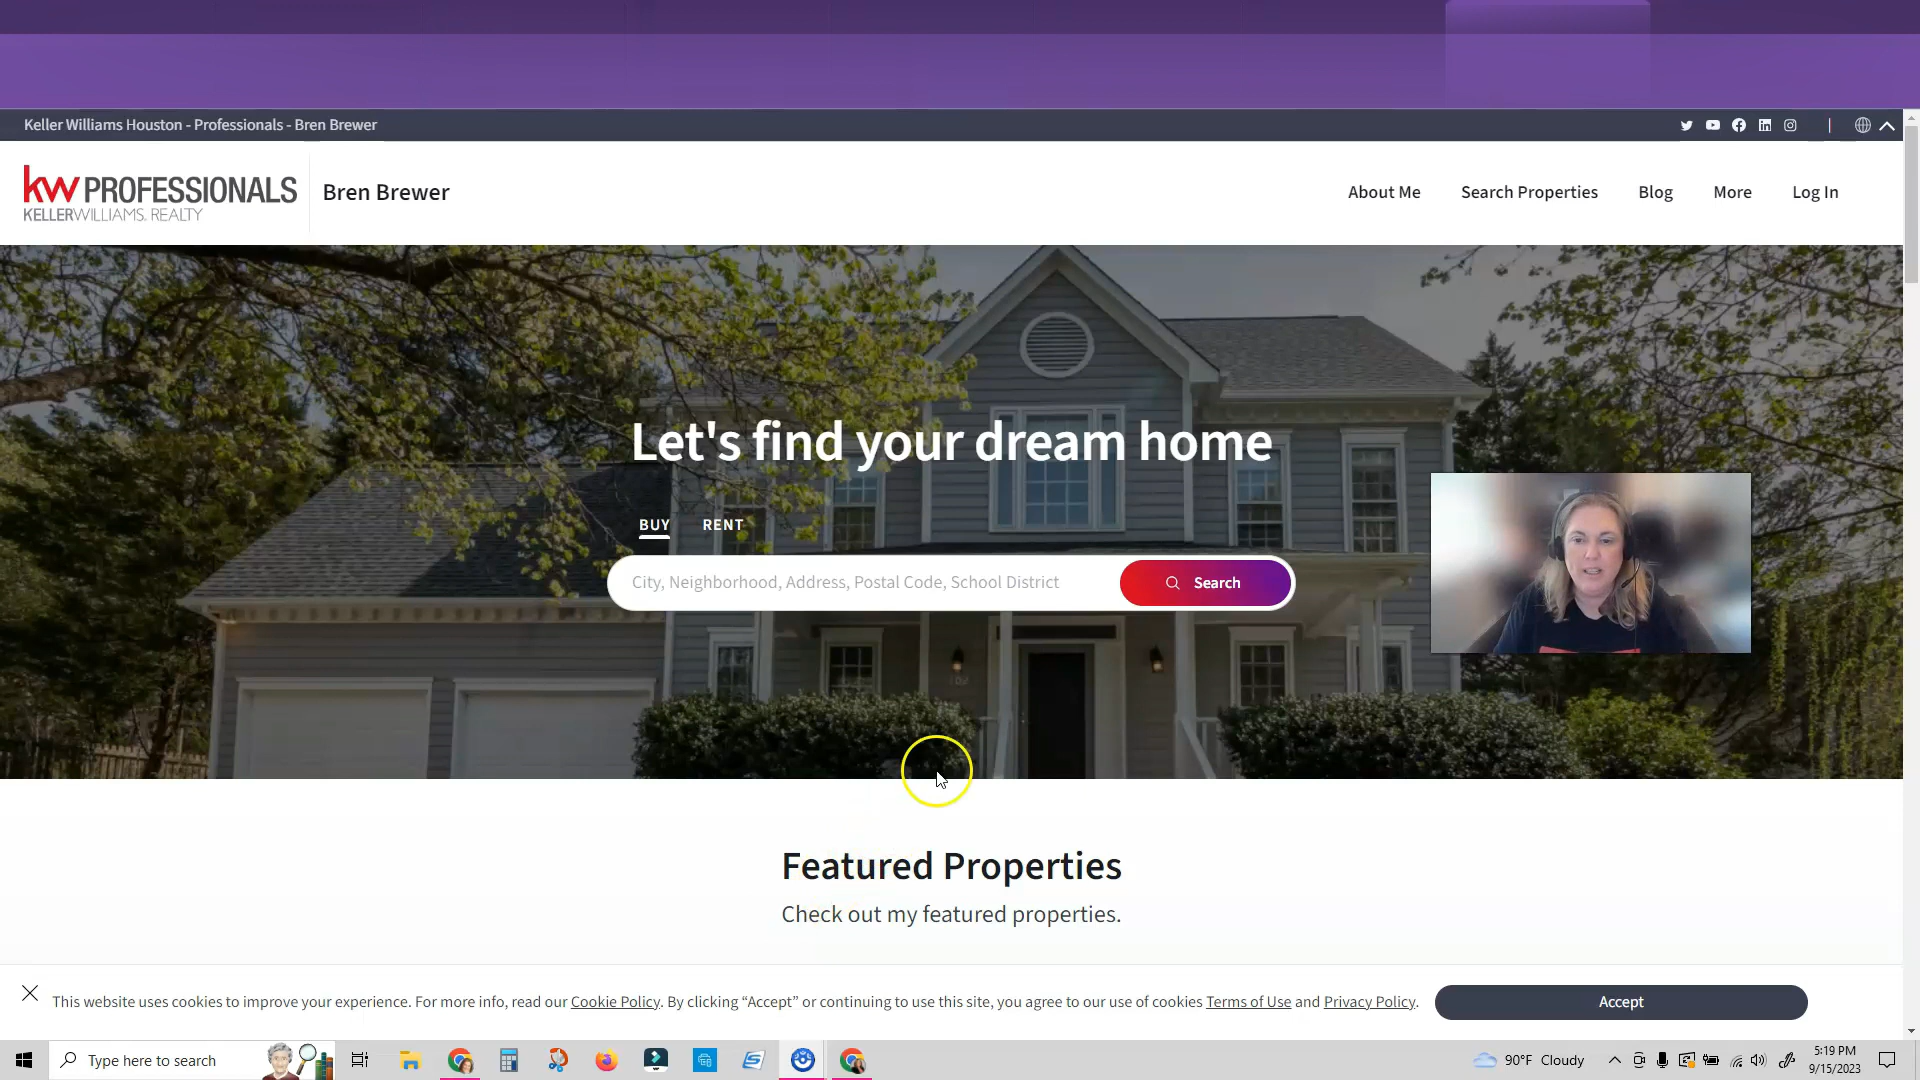 Keller Williams Houston - Professionals - Bren Brewer
kw PROFESSIONALS
KELLERWILLIAMS. REALTY
Bren Brewer
About Me
Search Properties
Blog
More
Log In
Let's find your dream home
BUY
RENT
City, Neighborhood, Address, Postal Code, School District
Search
Featured Properties
Check out my featured properties.
This website uses cookies to improve your experience. For more info, read our Cookie Policy. By clicking “Accept” or continuing to use this site, you agree to our use of cookies Terms of Use and Privacy Policy.
Accept
Type here to search
90°F Cloudy
5:19 PM
9/15/2023